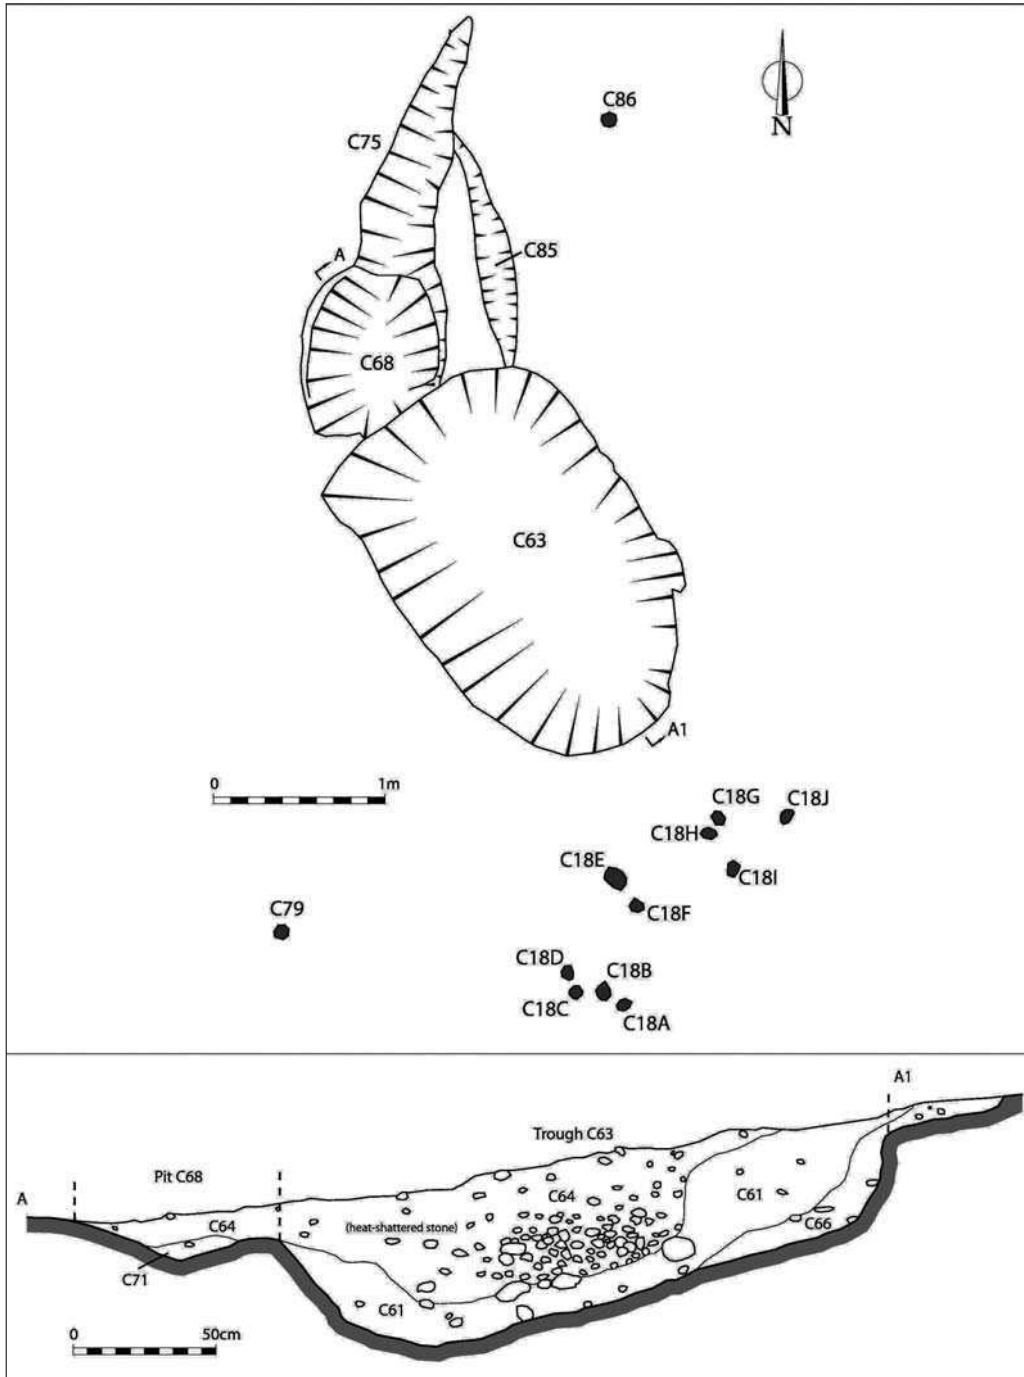 C86
N
C75
C85
A
C68
C63
A1
0 1m
C18G
C18J
C18H
C18E
C18I
C79
C18F
C18D
C18B
C18C
C18A
A1
Trough C63
Pit C68
A
C64
C61
C64
(heat-shattered stone)
C66
C71
C61
0 50cm